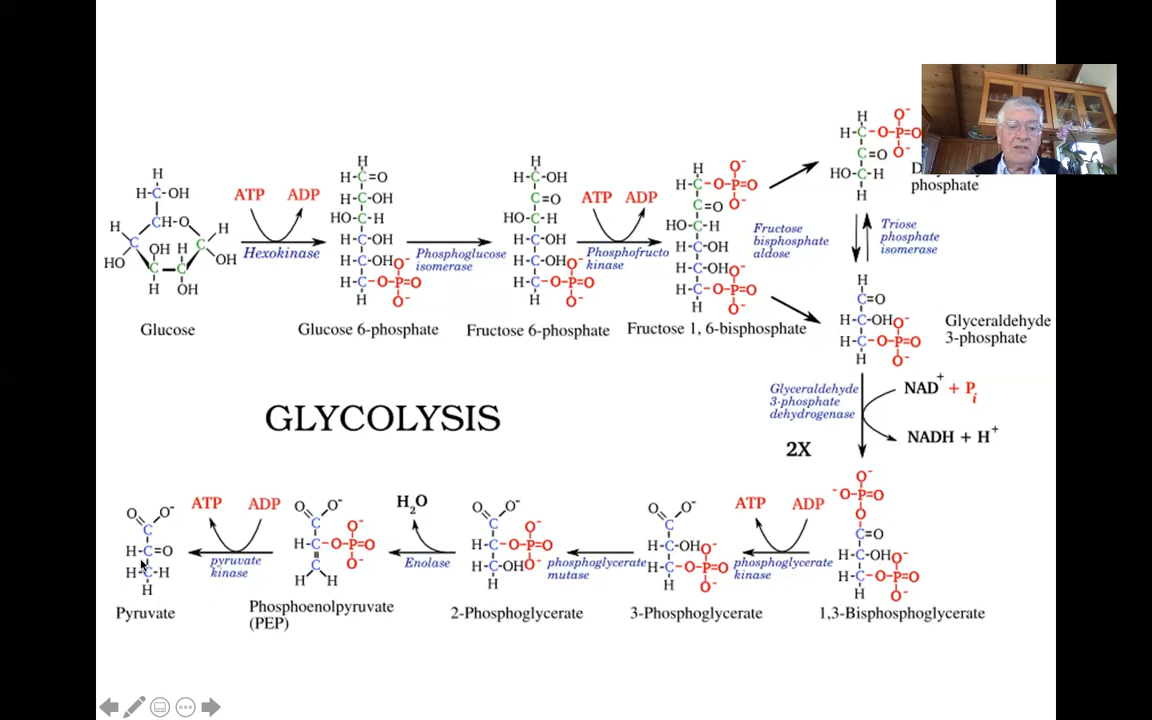 ATP ADP
Hexokinase
Glucose
Glucose 6-phosphate
Phosphoglucose
isomerase
Fructose 6-phosphate
ATP ADP
Phosphofructo
kinase
Fructose 1, 6-bisphosphate
Fructose
bisphosphate
aldose
phosphate
Triose
phosphate
isomerase
Glyceraldehyde
3-phosphate
Glyceraldehyde
3-phosphate
dehydrogenase
NAD+ + Pi
NADH + H+
2X
GLYCOLYSIS
1,3-Bisphosphoglycerate
ATP ADP
phosphoglycerate
kinase
3-Phosphoglycerate
phosphoglycerate
mutase
2-Phosphoglycerate
H2O
Enolase
Phosphoenolpyruvate
(PEP)
ATP ADP
pyruvate
kinase
Pyruvate